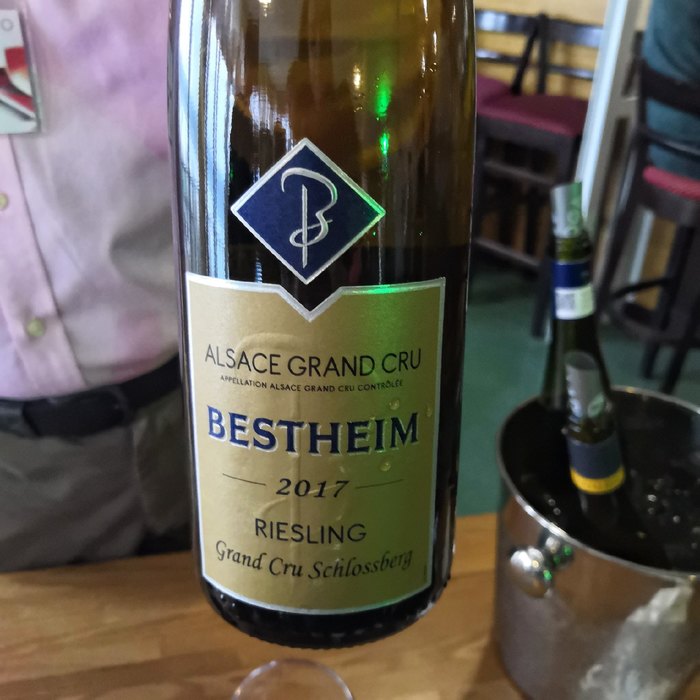 B
ALSACE GRAND CRU
APPELLATION ALSACE GRAND CRU CONTRÔLÉE
BESTHEIM
2017
RIESLING
Grand Cru Schlossberg